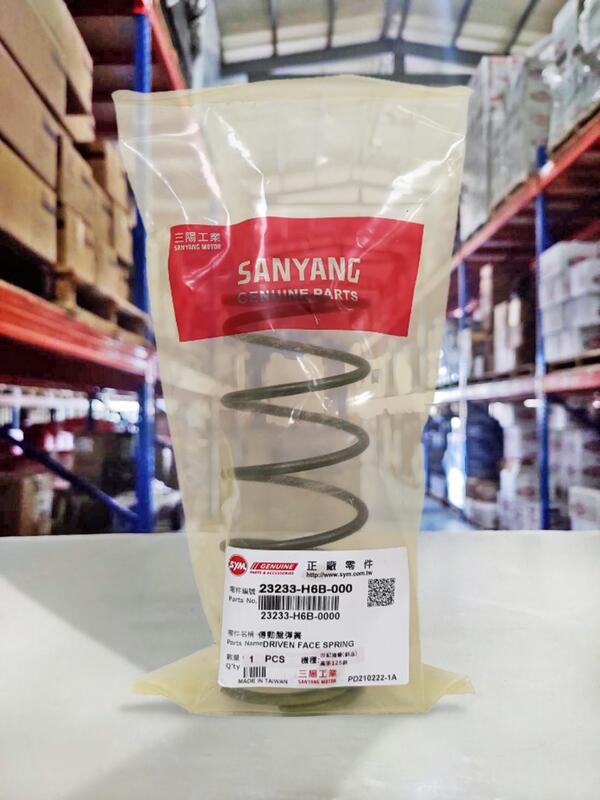 三陽工業
SANYANG MOTOR
SANYANG
GENUINE PARTS
SYM GENUINE 正廠零件
PARTS & ACCESSORIES http://www.sym.com.tw
零件編號 23233-H6B-000
Parts No.
23233-H6B-0000
零件名稱 傳動盤彈簧
Parts Name DRIVEN FACE SPRING
數量: 1 PCS 機種:
Q'ty
MADE IN TAIWAN
三陽工業
SANYANG MOTOR
PD210222-1A